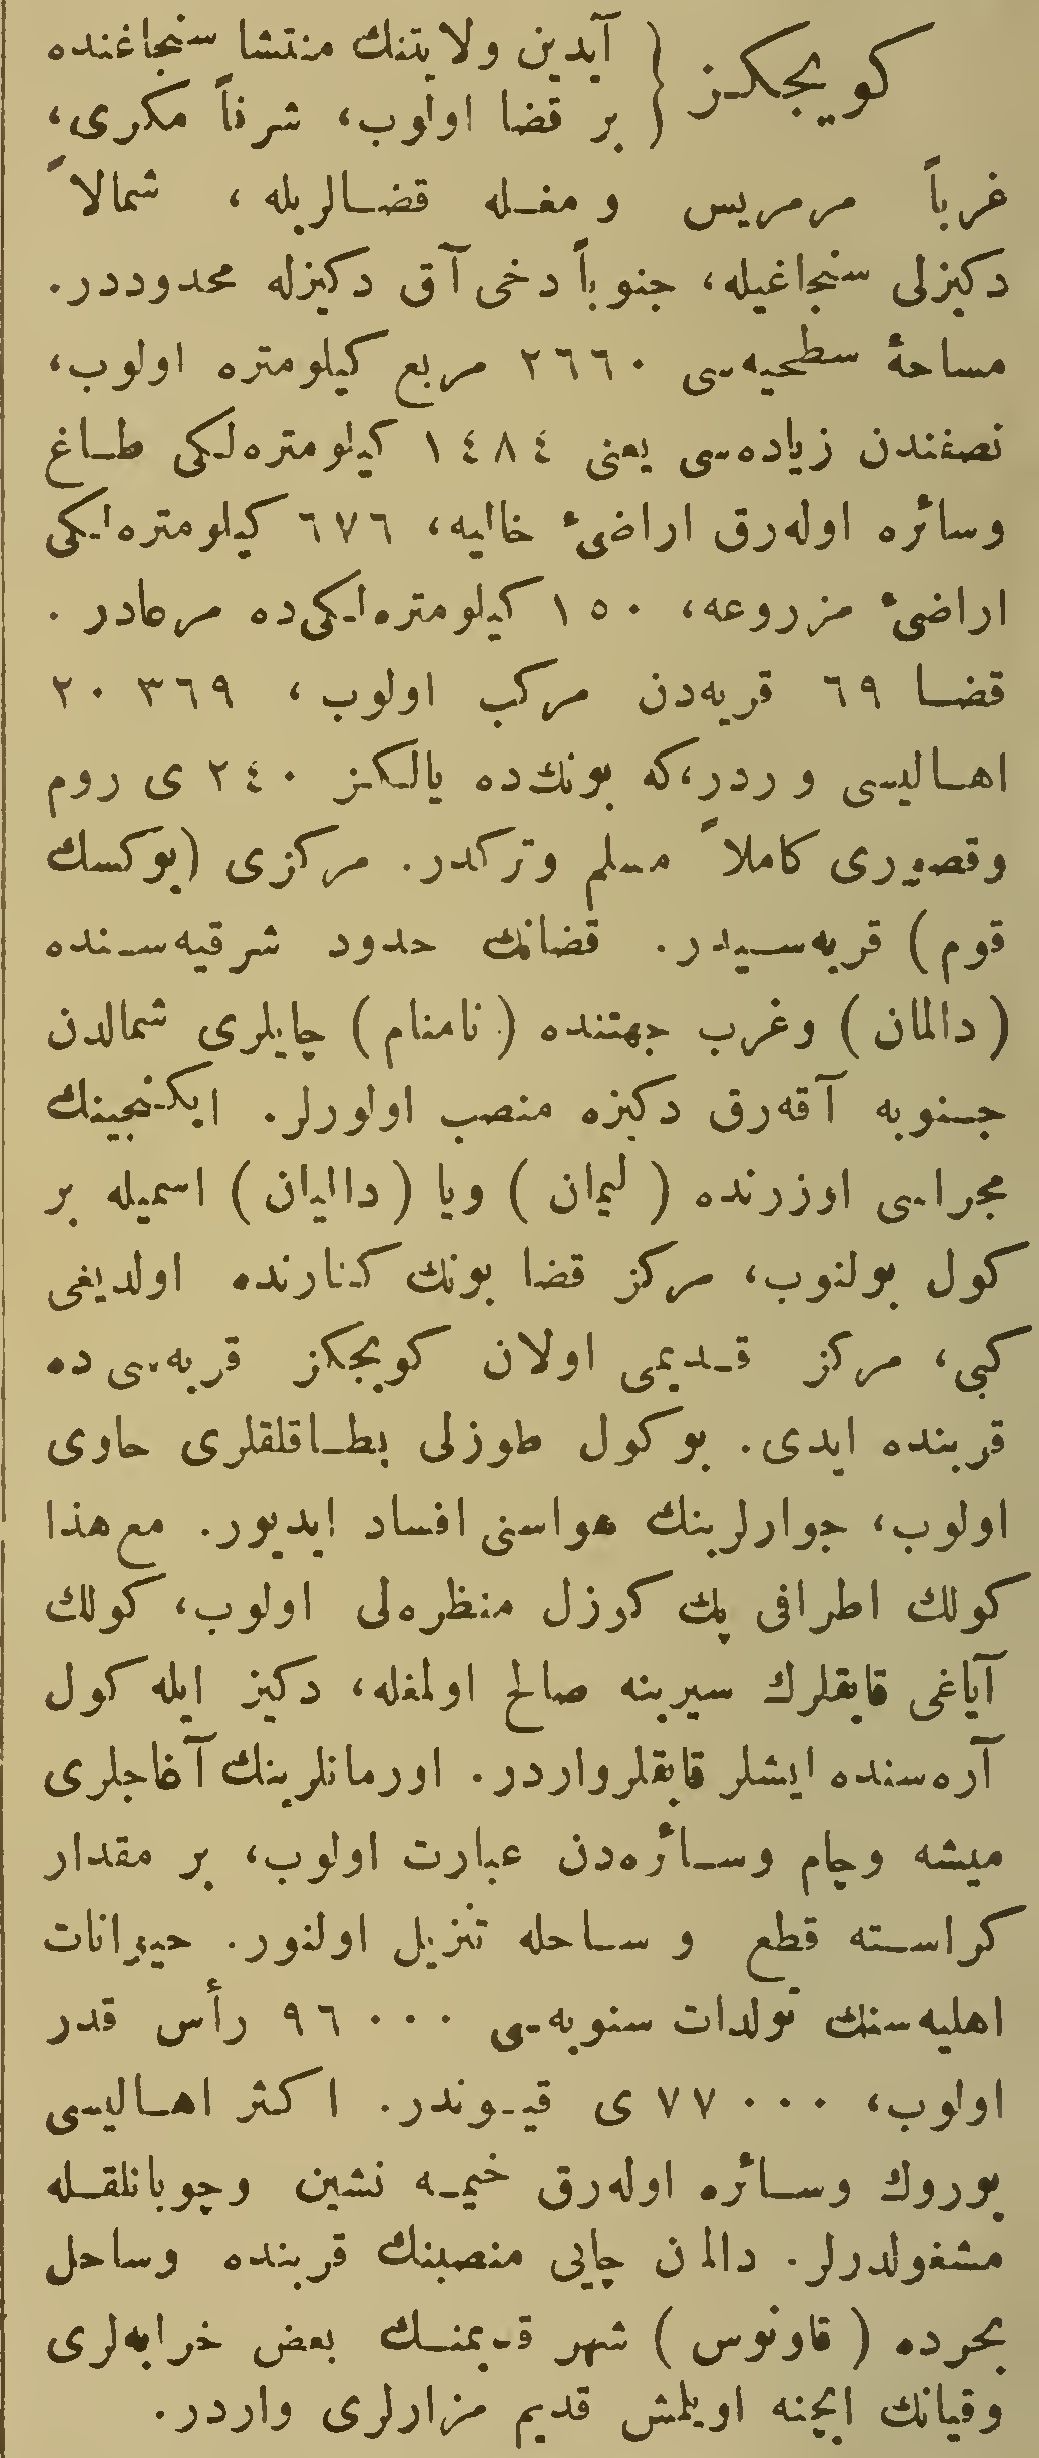 كويجكز { آيدين ولايتنك منتشا سنجاغنده
بر قضا اولوب، شرقاً مكرى،
غرباً مرمريس و مغله قضالريله ، شمالاً
دكيزلى سنجاغيله، جنوباً دخى آق دكيزله محدوددر.
مساحۀ سطحيه‌سى ٢٦٦٠ مربع كيلومتره اولوب،
نصفندن زياده‌سى يعنى ١٤٨٤ كيلومتره‌لكى طاغ
وسائره اوله‌رق اراضئ خاليه، ٦٧٦ كيلومتره‌لكى
اراضئ مزروعه، ١٥٠ كيلومتره‌لكى‌ده مرعادر .
قضا ٦٩ قريه‌دن مركب اولوب ، ٢٠٣٦٩
اهاليسى وردر،كه بونك‌ده يالكز ٢٤٠ ى روم
وقصورى كاملاً مسلم وتركدر. مركزى (يوكسك
قوم) قريه‌سيدر. قضانك حدود شرقيه‌سنده
(دالمان) وغرب جهتنده (نامنام) چايلرى شمالدن
جنوبه آقه‌رق دكيزه منصب اولورلر. ايكنجينك
مجراسى اوزرنده (ليمان) ويا (داليان) اسميله بر
كول بولنوب، مركز قضا بونك كنارنده اولديغى
كبى، مركز قديمى اولان كويجكز قريه‌سى ده
قربنده ايدى. بو كول طوزلى بطاقلقلرى حاوى
اولوب، جوارلرينك هواسنى افساد ايديور. مع‌هذا
كولك اطرافى پك كوزل منظره‌لى اولوب، كولك
آياغى قايقلرك سيرينه صالح اولمغله، دكيز ايله كول
آره‌سنده ايشلر قايقلر واردر. اورمانلرينك آغاجلرى
ميشه وچام وسائره‌دن عبارت اولوب، بر مقدار
كراسته قطع و ساحله تنزيل اولنور. حيوانات
اهليه‌سنك تولدات سنويه‌سى ٩٦٠٠٠ رأس قدر
اولوب، ٧٧٠٠٠ ى قيوندر. اكثر اهاليسى
يوروك وسائره اوله‌رق خيمه نشين وچوبانلقله
مشغولدرلر. دالمن چايى منصبنك قربنده وساحل
بحرده (قاونوس) شهر قديمنك بعض خرابه‌لرى
وقيانك ايچنه اويلمش قديم مزارلرى واردر.